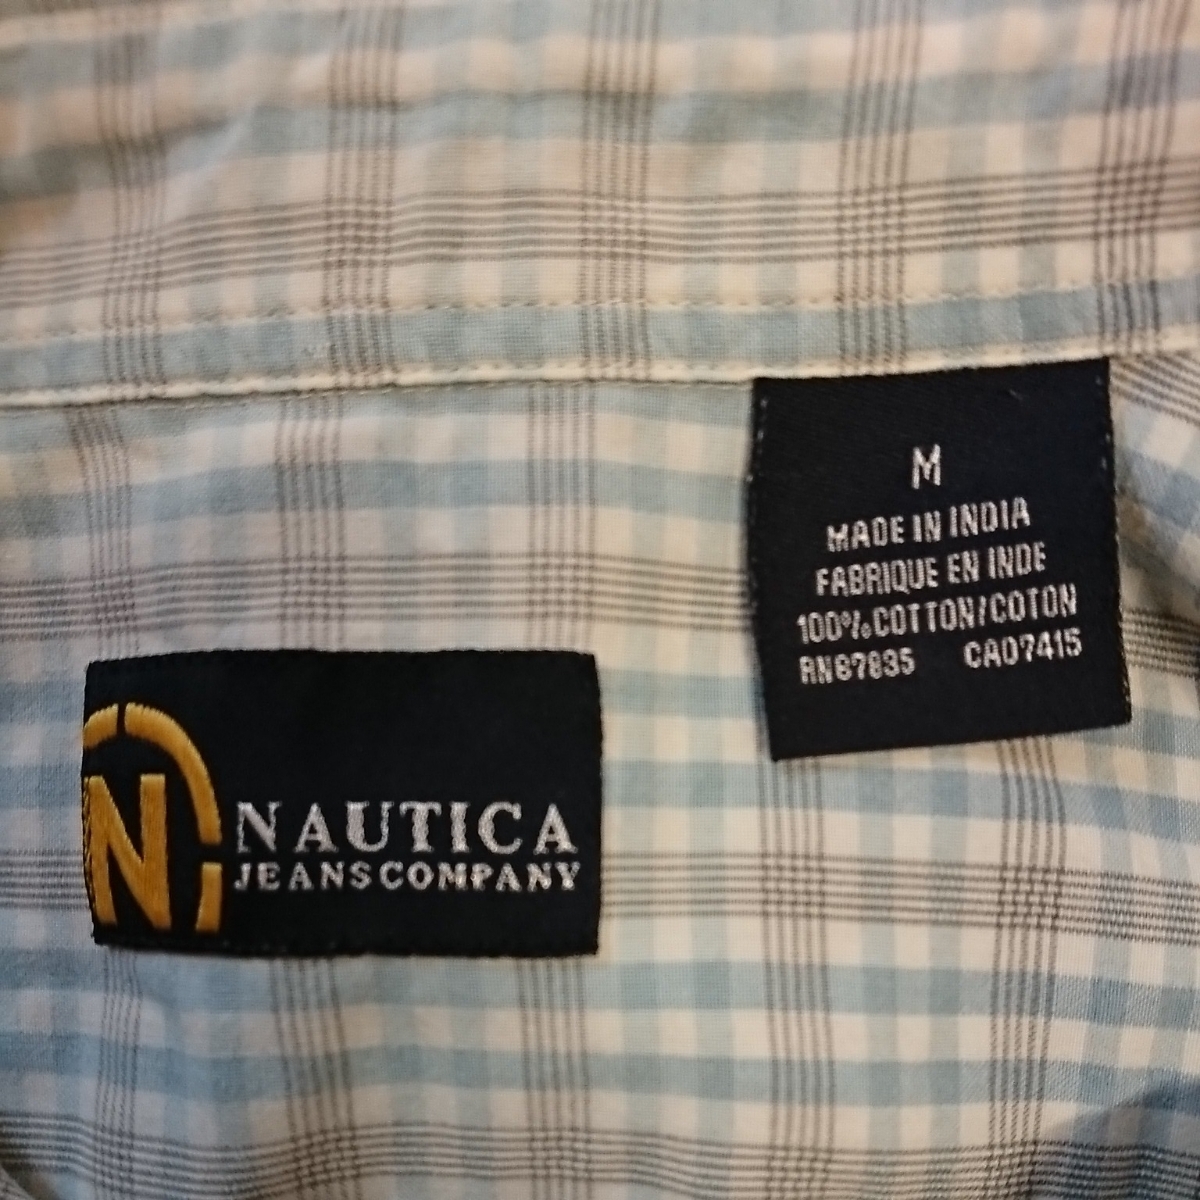 M
MADE IN INDIA
FABRIQUE EN INDE
100% COTTON/COTON
RN67835 CA07415
N
NAUTICA
JEANS COMPANY